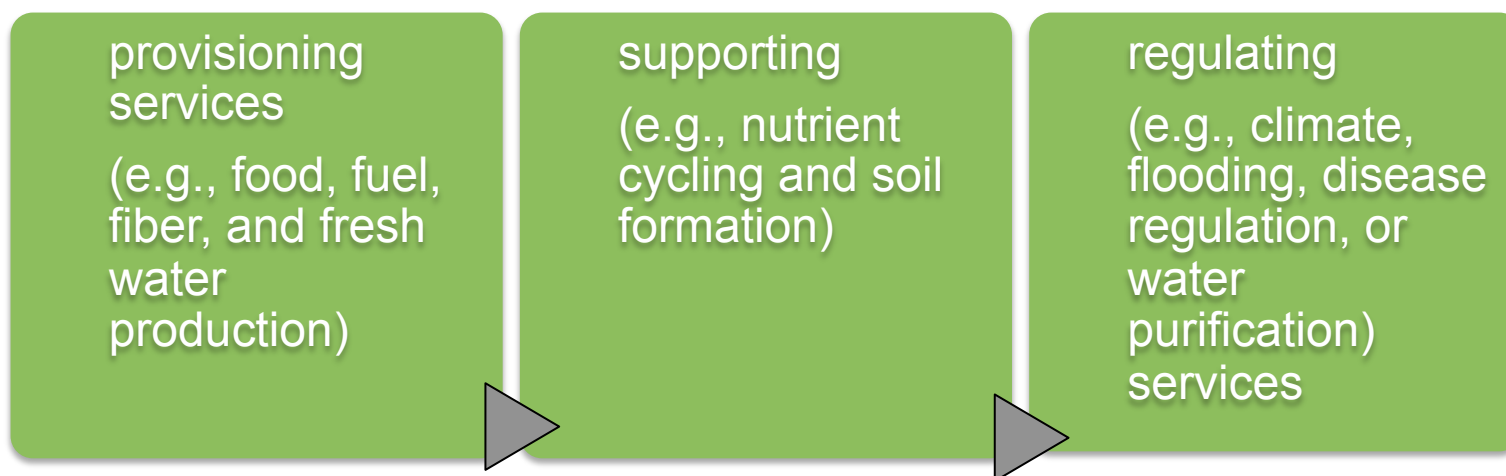 provisioning
services
(e.g., food, fuel,
fiber, and fresh
water
production)
supporting
(e.g., nutrient
cycling and soil
formation)
regulating
(e.g., climate,
flooding, disease
regulation, or
water
purification)
services